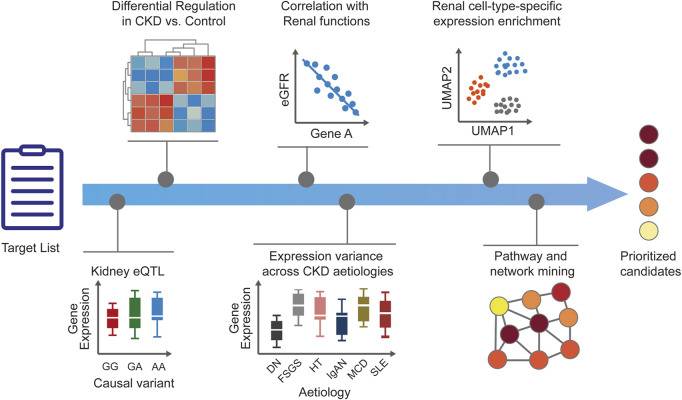 Differential Regulation
in CKD vs. Control
Correlation with
Renal functions
eGFR
Gene A
Renal cell-type-specific
expression enrichment
UMAP2
UMAP1
Target List
Prioritized
candidates
Kidney eQTL
Gene
Expression
GG GA AA
Causal variant
Expression variance
across CKD aetiologies
Gene
Expression
DN FSGS HT IgAN MCD SLE
Aetiology
Pathway and
network mining